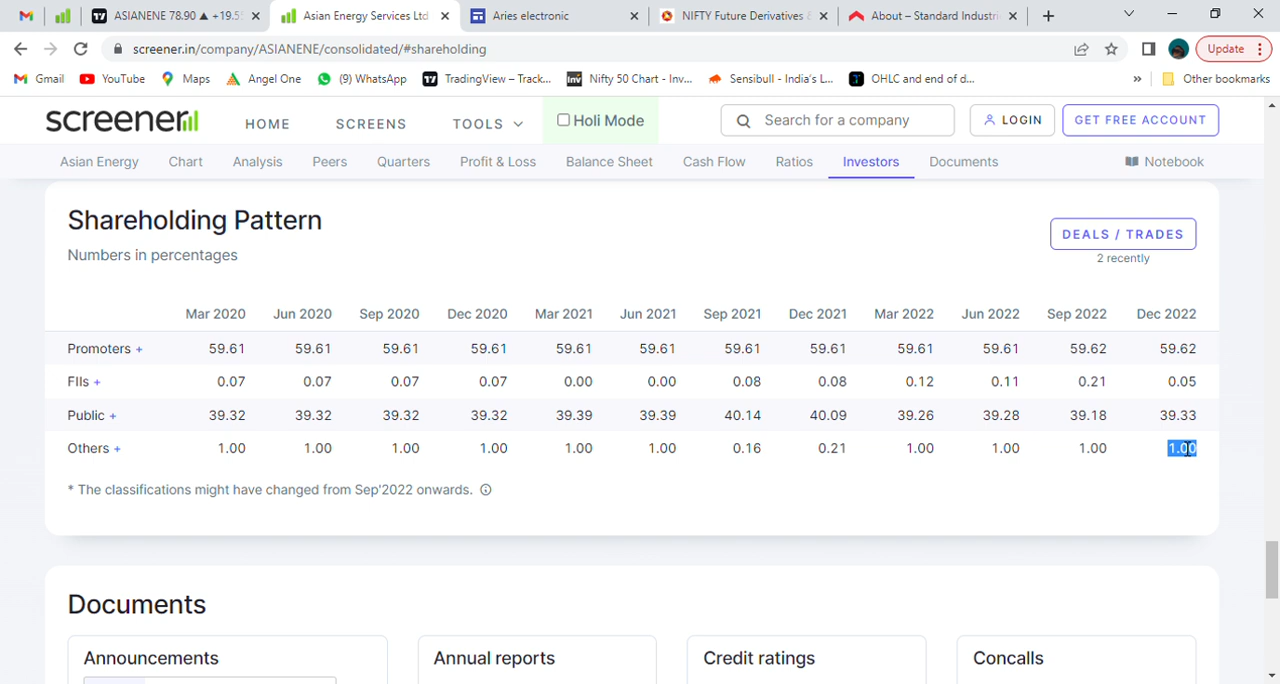 ASIANENE 78.90 ▲ +19.5
Asian Energy Services Ltd
Aries electronic
NIFTY Future Derivatives &
About – Standard Industri
screener.in/company/ASIANENE/consolidated/#shareholding
Update
Gmail
YouTube
Maps
Angel One
(9) WhatsApp
TradingView – Track...
Nifty 50 Chart - Inv...
Sensibull - India's L...
OHLC and end of d...
»
Other bookmarks
screener
HOME
SCREENS
TOOLS
Holi Mode
Search for a company
LOGIN
GET FREE ACCOUNT
Asian Energy Chart Analysis Peers Quarters Profit & Loss Balance Sheet Cash Flow Ratios Investors Documents Notebook
Shareholding Pattern
Numbers in percentages
DEALS / TRADES
2 recently
Mar 2020 Jun 2020 Sep 2020 Dec 2020 Mar 2021 Jun 2021 Sep 2021 Dec 2021 Mar 2022 Jun 2022 Sep 2022 Dec 2022
Promoters + 59.61 59.61 59.61 59.61 59.61 59.61 59.61 59.61 59.61 59.61 59.62 59.62
FIIs + 0.07 0.07 0.07 0.07 0.00 0.00 0.08 0.08 0.12 0.11 0.21 0.05
Public + 39.32 39.32 39.32 39.32 39.39 39.39 40.14 40.09 39.26 39.28 39.18 39.33
Others + 1.00 1.00 1.00 1.00 1.00 1.00 0.16 0.21 1.00 1.00 1.00 1.00
* The classifications might have changed from Sep'2022 onwards.
Documents
Announcements
Annual reports
Credit ratings
Concalls